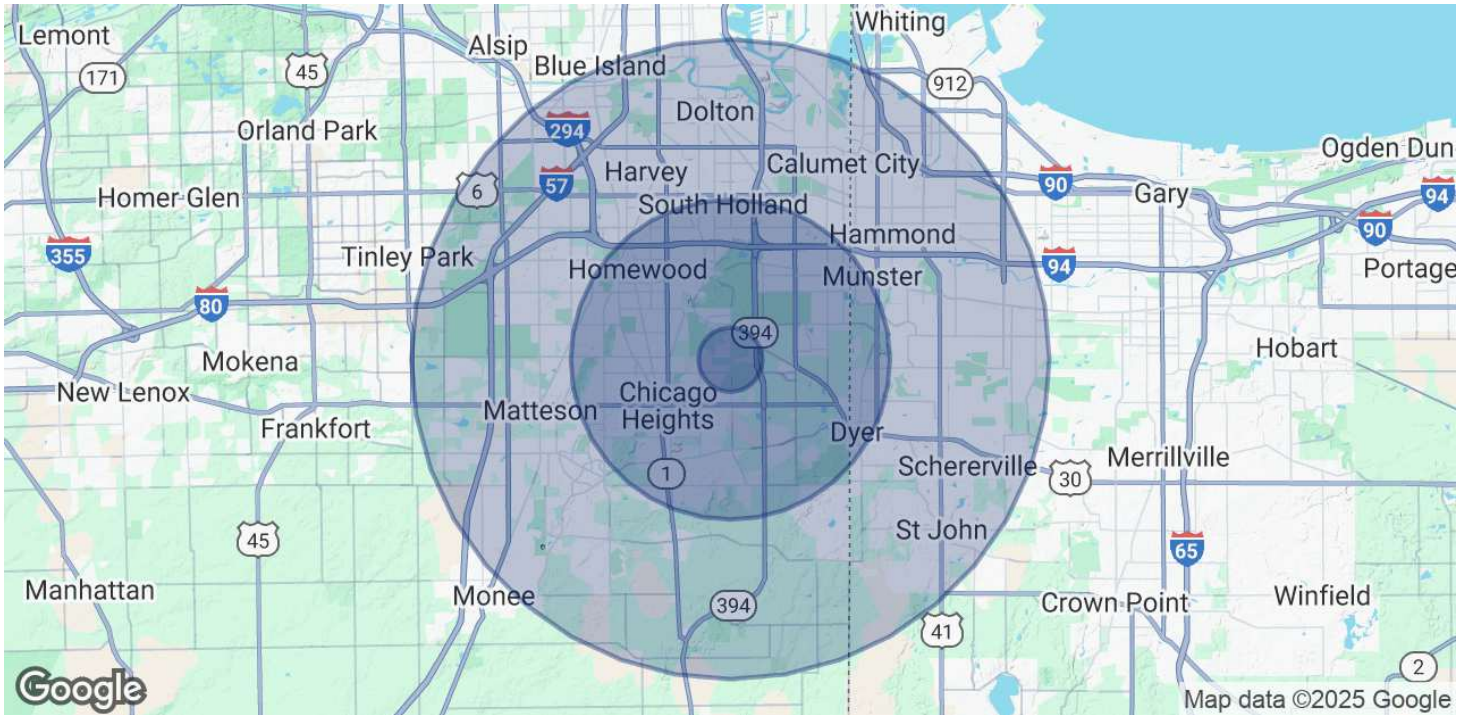 Lemont
Whiting
Alsip
171
45
Blue Island
912
Dolton
Orland Park
294
Ogden Dun
Harvey
Calumet City
57
6
90
Gary
94
Homer Glen
South Holland
90
355
Tinley Park
Hammond
94
Portage
Homewood
Munster
80
394
Mokena
Hobart
New Lenox
Chicago
Heights
Matteson
Frankfort
Dyer
Schererville
Merrillville
1
30
St John
45
65
Manhattan
Monee
394
Crown Point
Winfield
41
2
Google
Map data ©2025 Google